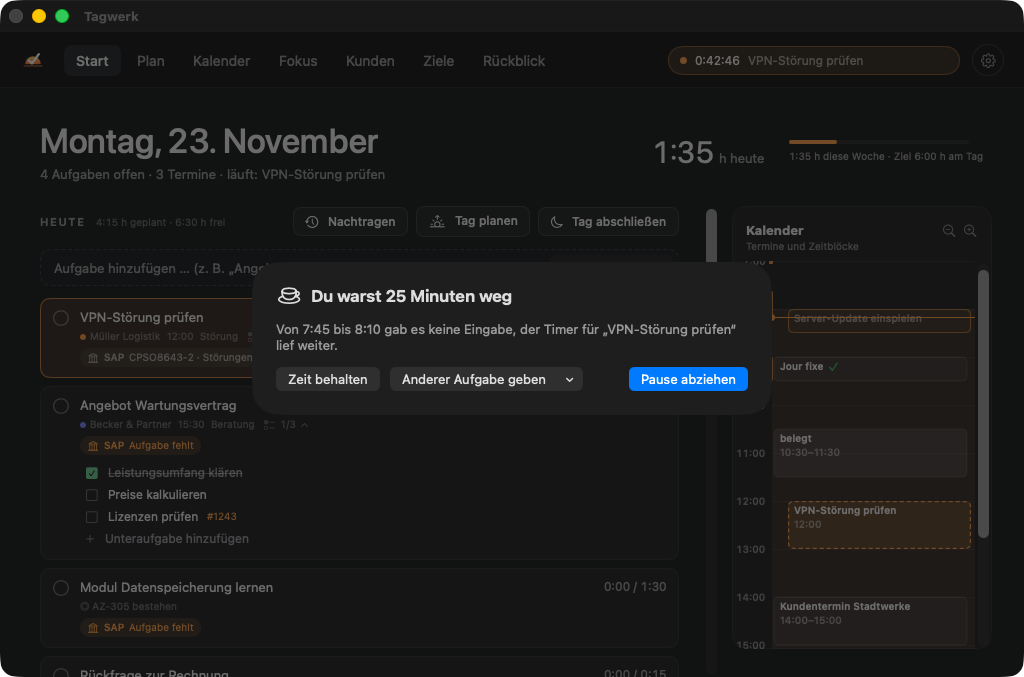 Tagwerk
Start Plan Kalender Fokus Kunden Ziele Rückblick
0:42:46 VPN-Störung prüfen
Montag, 23. November
4 Aufgaben offen · 3 Termine · läuft: VPN-Störung prüfen
1:35 h heute
1:35 h diese Woche · Ziel 6:00 h am Tag
HEUTE 4:15 h geplant · 6:30 h frei
Nachtragen
Tag planen
Tag abschließen
Aufgabe hinzufügen ... (z. B. „Ange
VPN-Störung prüfen
Müller Logistik 12:00 Störung
SAP CPSO8643-2 · Störungen
Du warst 25 Minuten weg
Von 7:45 bis 8:10 gab es keine Eingabe, der Timer für „VPN-Störung prüfen“
lief weiter.
Zeit behalten
Anderer Aufgabe geben
Pause abziehen
Angebot Wartungsvertrag
Becker & Partner 15:30 Beratung 1/3
SAP Aufgabe fehlt
Leistungsumfang klären
Preise kalkulieren
Lizenzen prüfen #1243
+ Unteraufgabe hinzufügen
Modul Datenspeicherung lernen 0:00 / 1:30
AZ-305 bestehen
SAP Aufgabe fehlt
Rückfrage zur Rechnung 0:00 / 0:15
Kalender
Termine und Zeitblöcke
7:00
Server-Update einspielen
Jour fixe
belegt
10:30–11:30
11:00
12:00
VPN-Störung prüfen
12:00
13:00
14:00
Kundentermin Stadtwerke
14:00–15:00
15:00